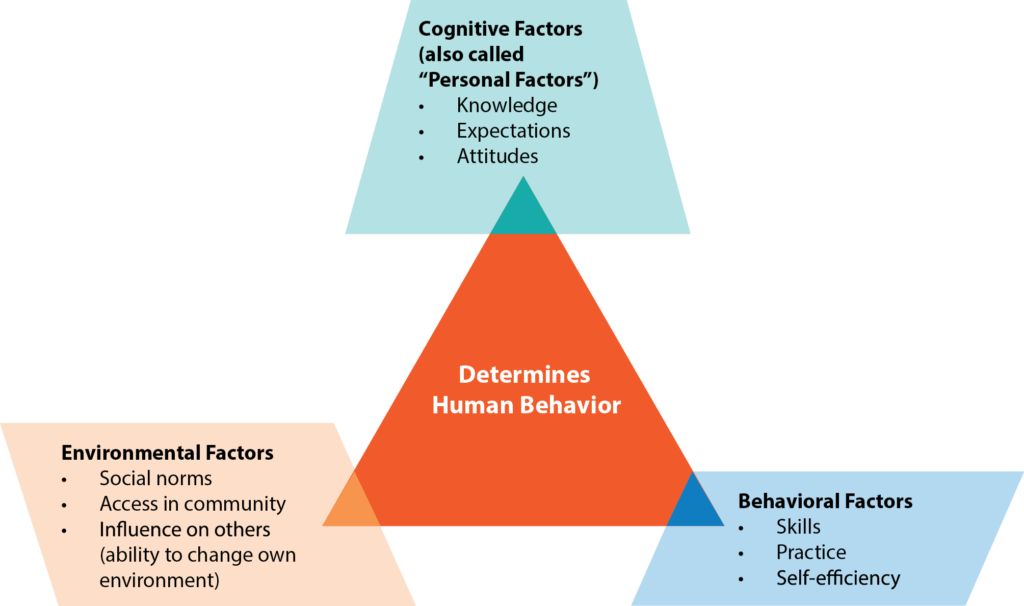 Cognitive Factors
(also called
“Personal Factors”)
• Knowledge
• Expectations
• Attitudes
Determines
Human Behavior
Environmental Factors
• Social norms
• Access in community
• Influence on others
(ability to change own
environment)
Behavioral Factors
• Skills
• Practice
• Self-efficiency